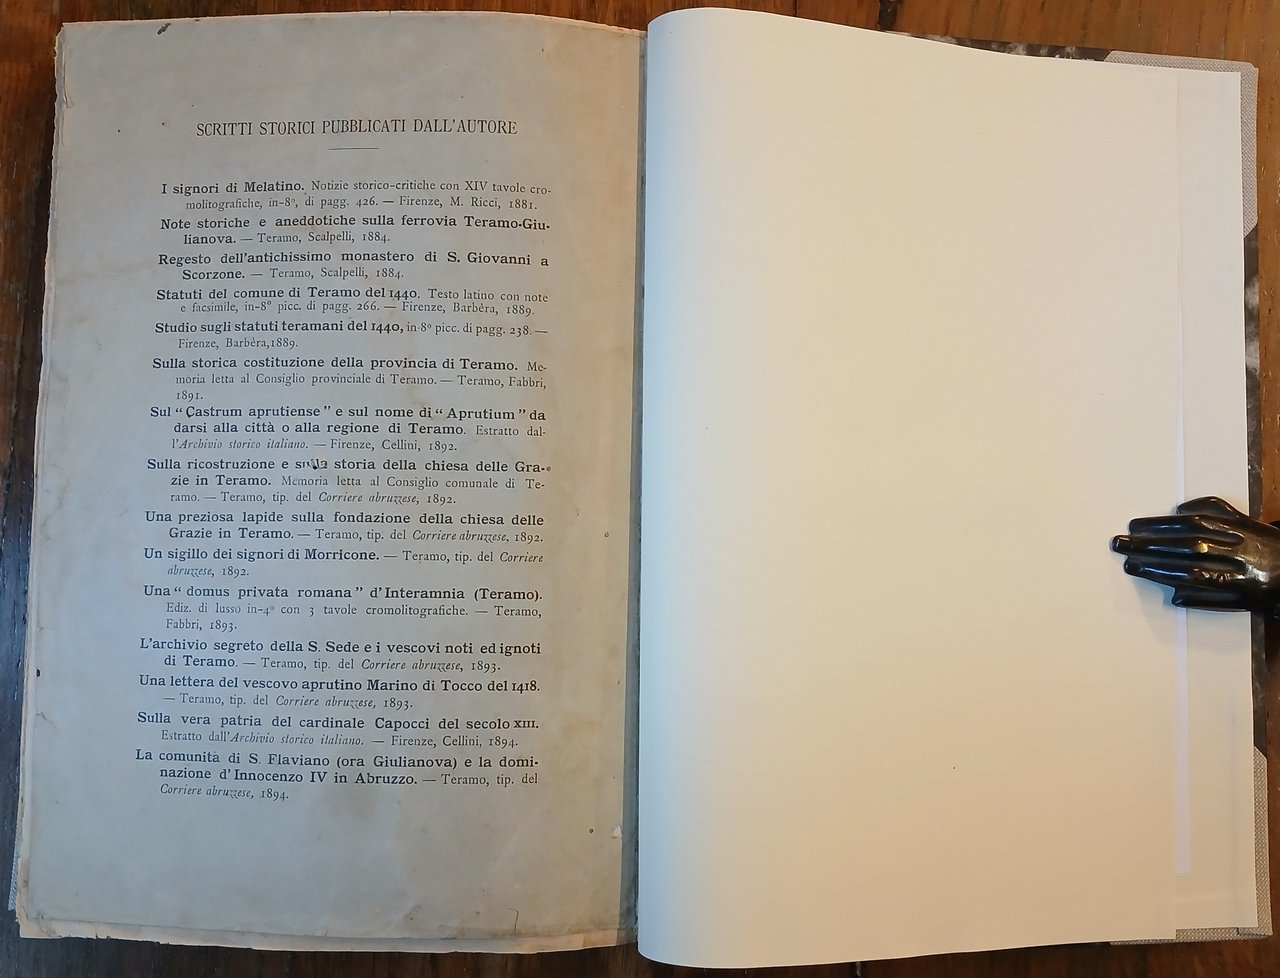 SCRITTI STORICI PUBBLICATI DALL'AUTORE
I signori di Melatino. Notizie storico-critiche con XIV tavole cro-
molitografiche, in-8º, di pagg. 426. — Firenze, M. Ricci, 1881.
Note storiche e aneddotiche sulla ferrovia Teramo-Giu-
lianova. — Teramo, Scalpelli, 1884.
Regesto dell'antichissimo monastero di S. Giovanni a
Scorzone. — Teramo, Scalpelli, 1884.
Statuti del comune di Teramo del 1440. Testo latino con note
e facsimile, in-8º picc. di pagg. 266. — Firenze, Barbèra, 1889.
Studio sugli statuti teramani del 1440, in-8º picc. di pagg. 238. —
Firenze, Barbèra, 1889.
Sulla storica costituzione della provincia di Teramo. Me-
moria letta al Consiglio provinciale di Teramo. — Teramo, Fabbri,
1891.
Sul “ Castrum aprutiense ” e sul nome di “ Aprutium ” da
darsi alla città o alla regione di Teramo. Estratto dal-
l'Archivio storico italiano. — Firenze, Cellini, 1892.
Sulla ricostruzione e sulla storia della chiesa delle Gra-
zie in Teramo. Memoria letta al Consiglio comunale di Te-
ramo. — Teramo, tip. del Corriere abruzzese, 1892.
Una preziosa lapide sulla fondazione della chiesa delle
Grazie in Teramo. — Teramo, tip. del Corriere abruzzese, 1892.
Un sigillo dei signori di Morricone. — Teramo, tip. del Corriere
abruzzese, 1892.
Una “ domus privata romana ” d'Interamnia (Teramo).
Ediz. di lusso in-4º con 3 tavole cromolitografiche. — Teramo,
Fabbri, 1893.
L'archivio segreto della S. Sede e i vescovi noti ed ignoti
di Teramo. — Teramo, tip. del Corriere abruzzese, 1893.
Una lettera del vescovo aprutino Marino di Tocco del 1418.
— Teramo, tip. del Corriere abruzzese, 1893.
Sulla vera patria del cardinale Capocci del secolo XIII.
Estratto dall'Archivio storico italiano. — Firenze, Cellini, 1894.
La comunità di S. Flaviano (ora Giulianova) e la domi-
nazione d'Innocenzo IV in Abruzzo. — Teramo, tip. del
Corriere abruzzese, 1894.